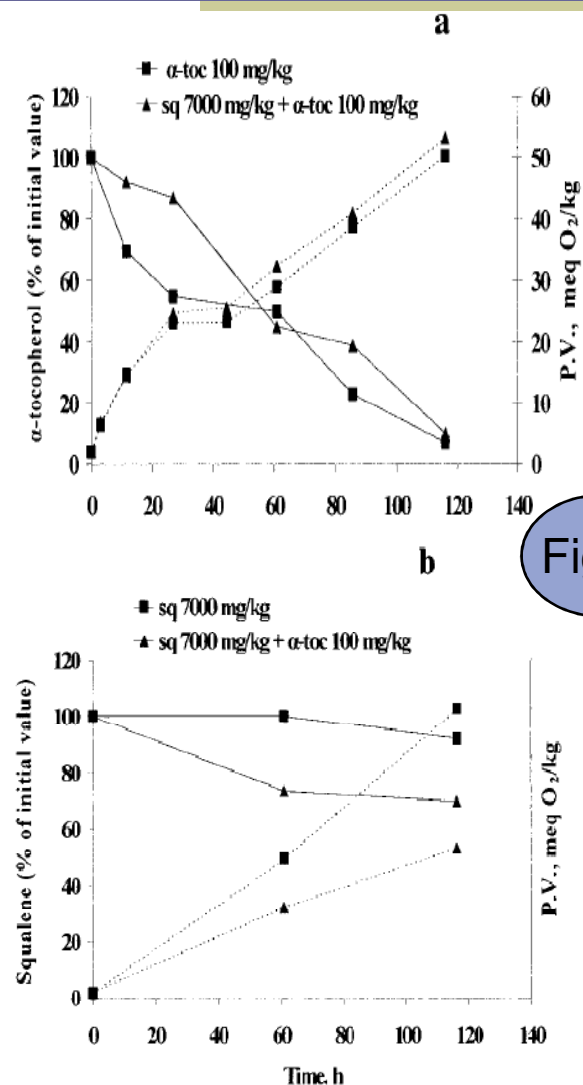 a
α-toc 100 mg/kg
sq 7000 mg/kg + α-toc 100 mg/kg
α-tocopherol (% of initial value)
120
100
80
60
40
20
0
60
50
40
30
20
10
0
P.V., meq O₂/kg
0 20 40 60 80 100 120 140
b
sq 7000 mg/kg
sq 7000 mg/kg + α-toc 100 mg/kg
Squalene (% of initial value)
120
100
80
60
40
20
0
P.V., meq O₂/kg
0 20 40 60 80 100 120 140
Time, h